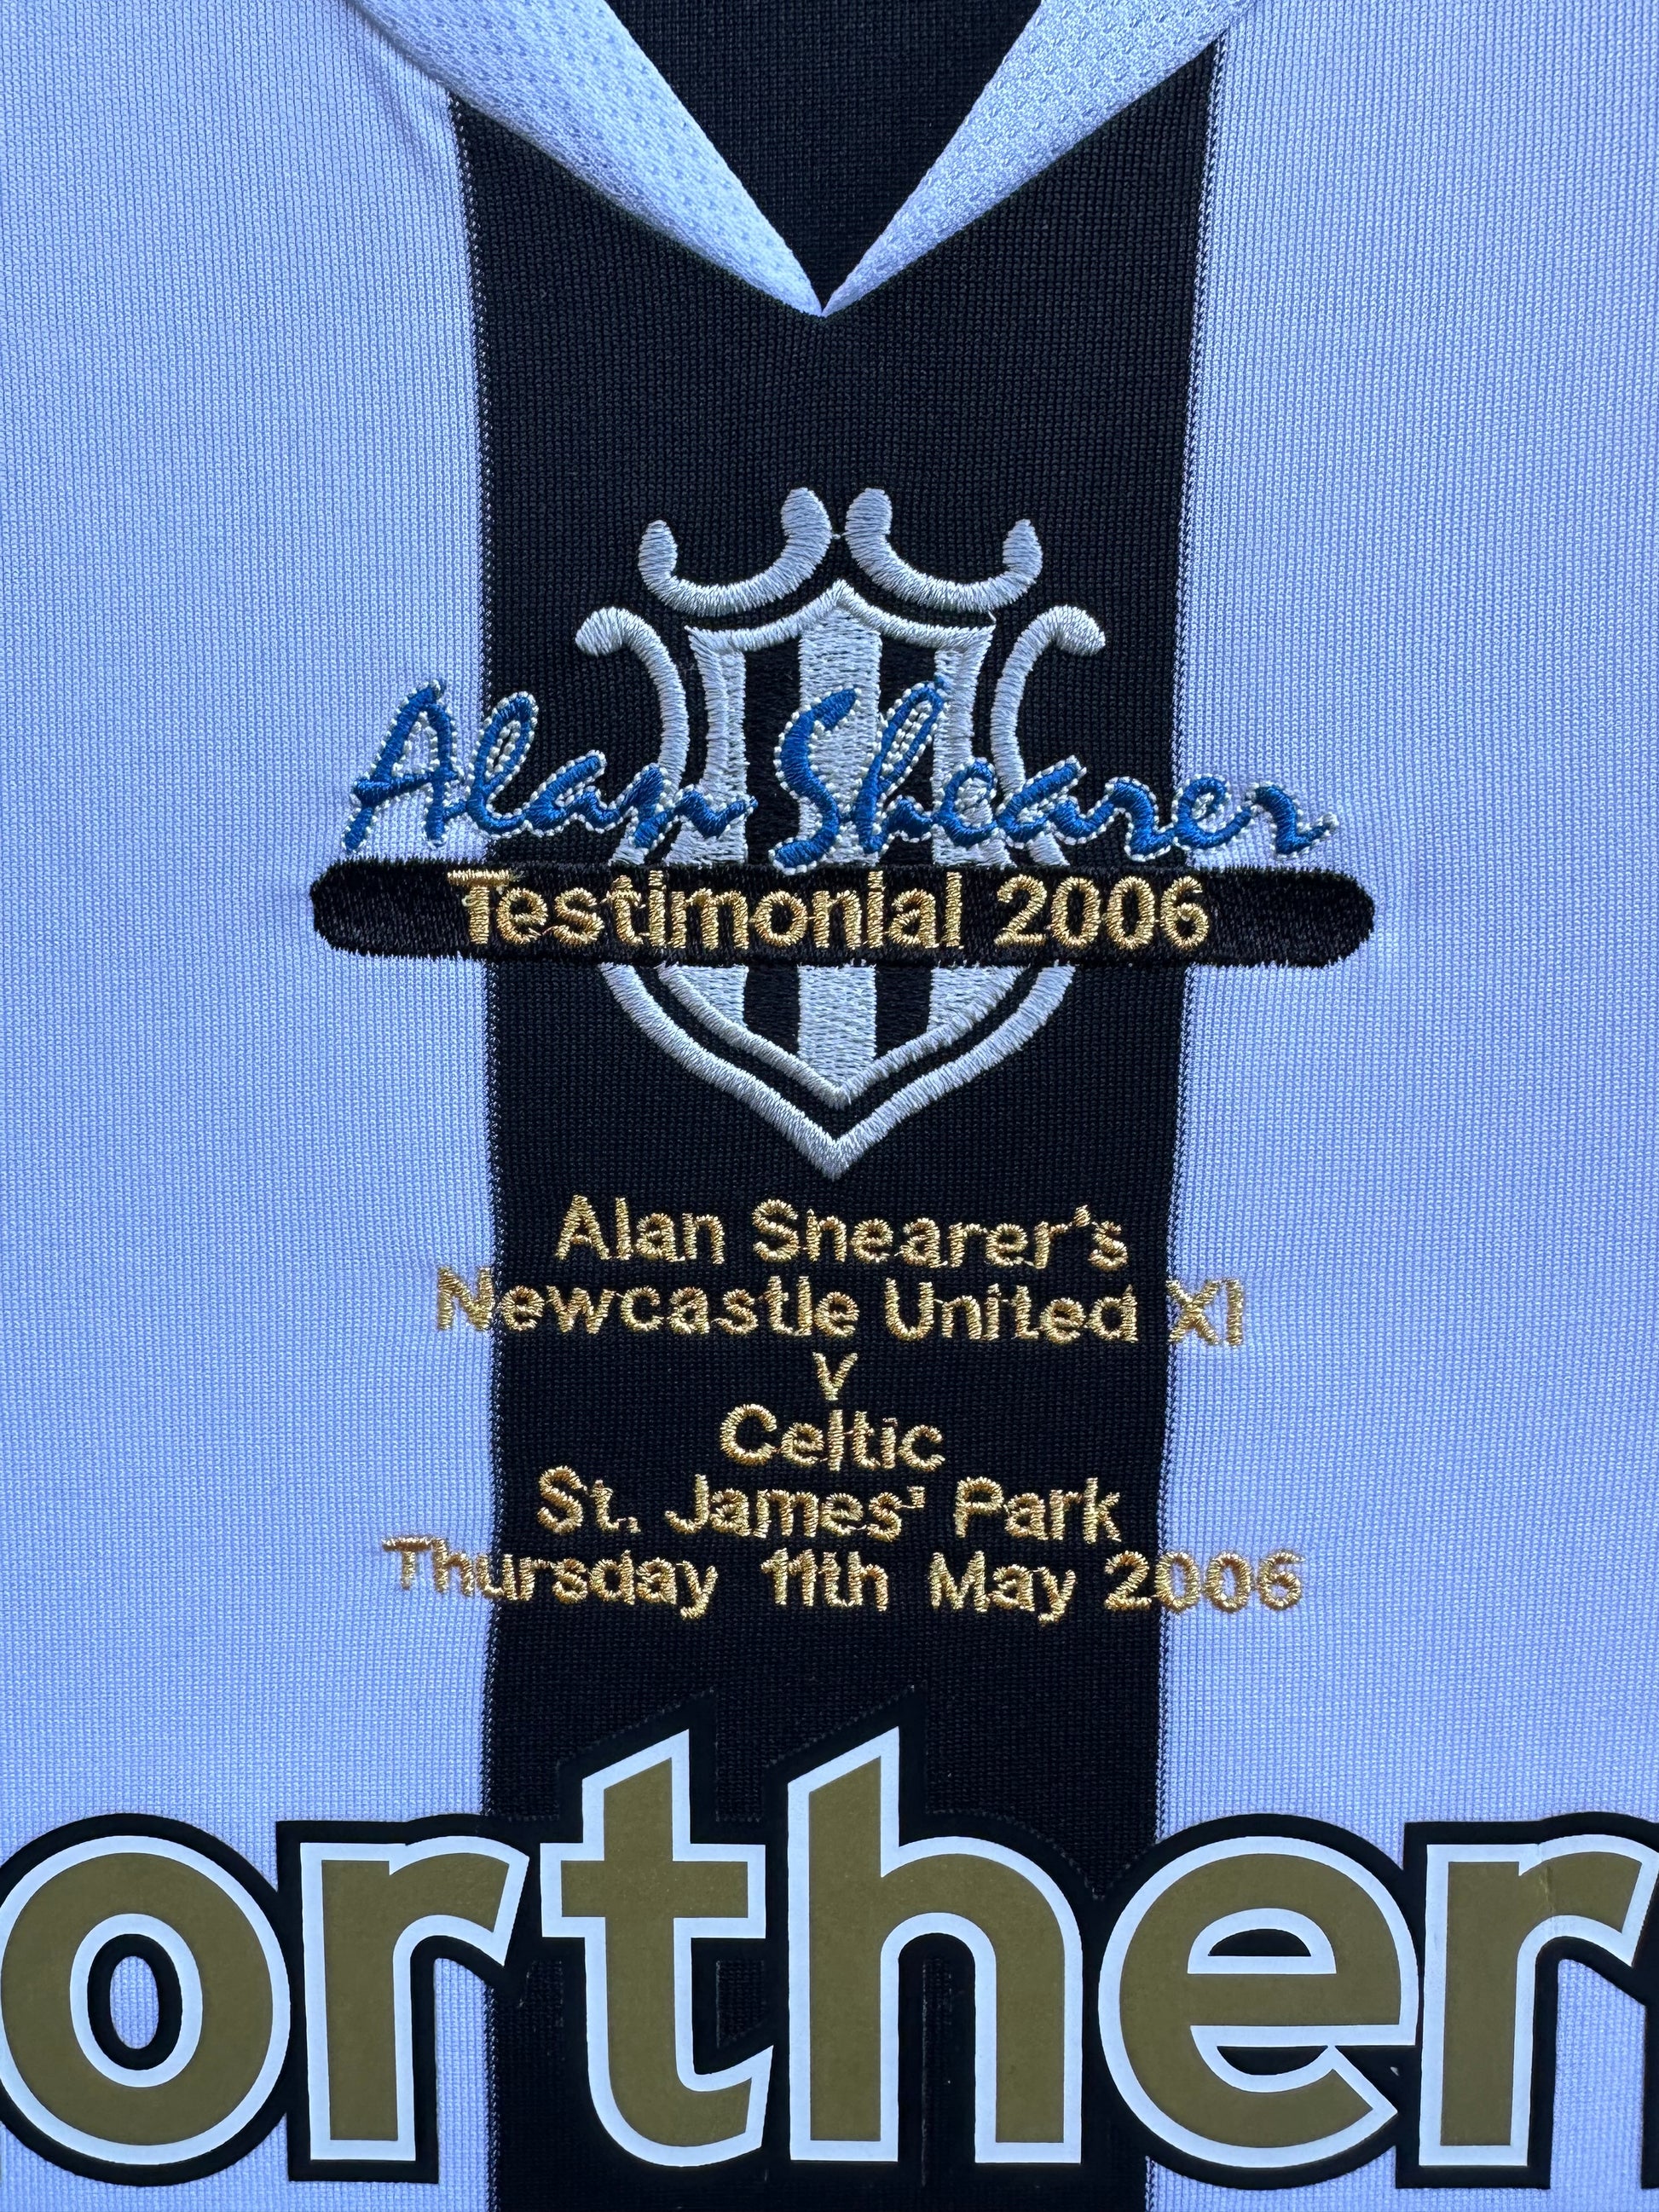 Alan Shearer
Testimonial 2006
Alan Shearer's
Newcastle United XI
v
Celtic
St. James' Park
Thursday 11th May 2006
orther